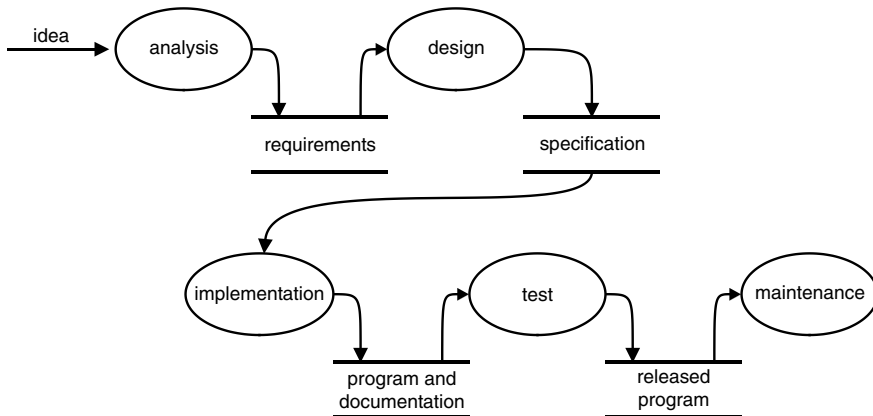 idea
analysis
design
requirements
specification
implementation
test
maintenance
program and
documentation
released
program